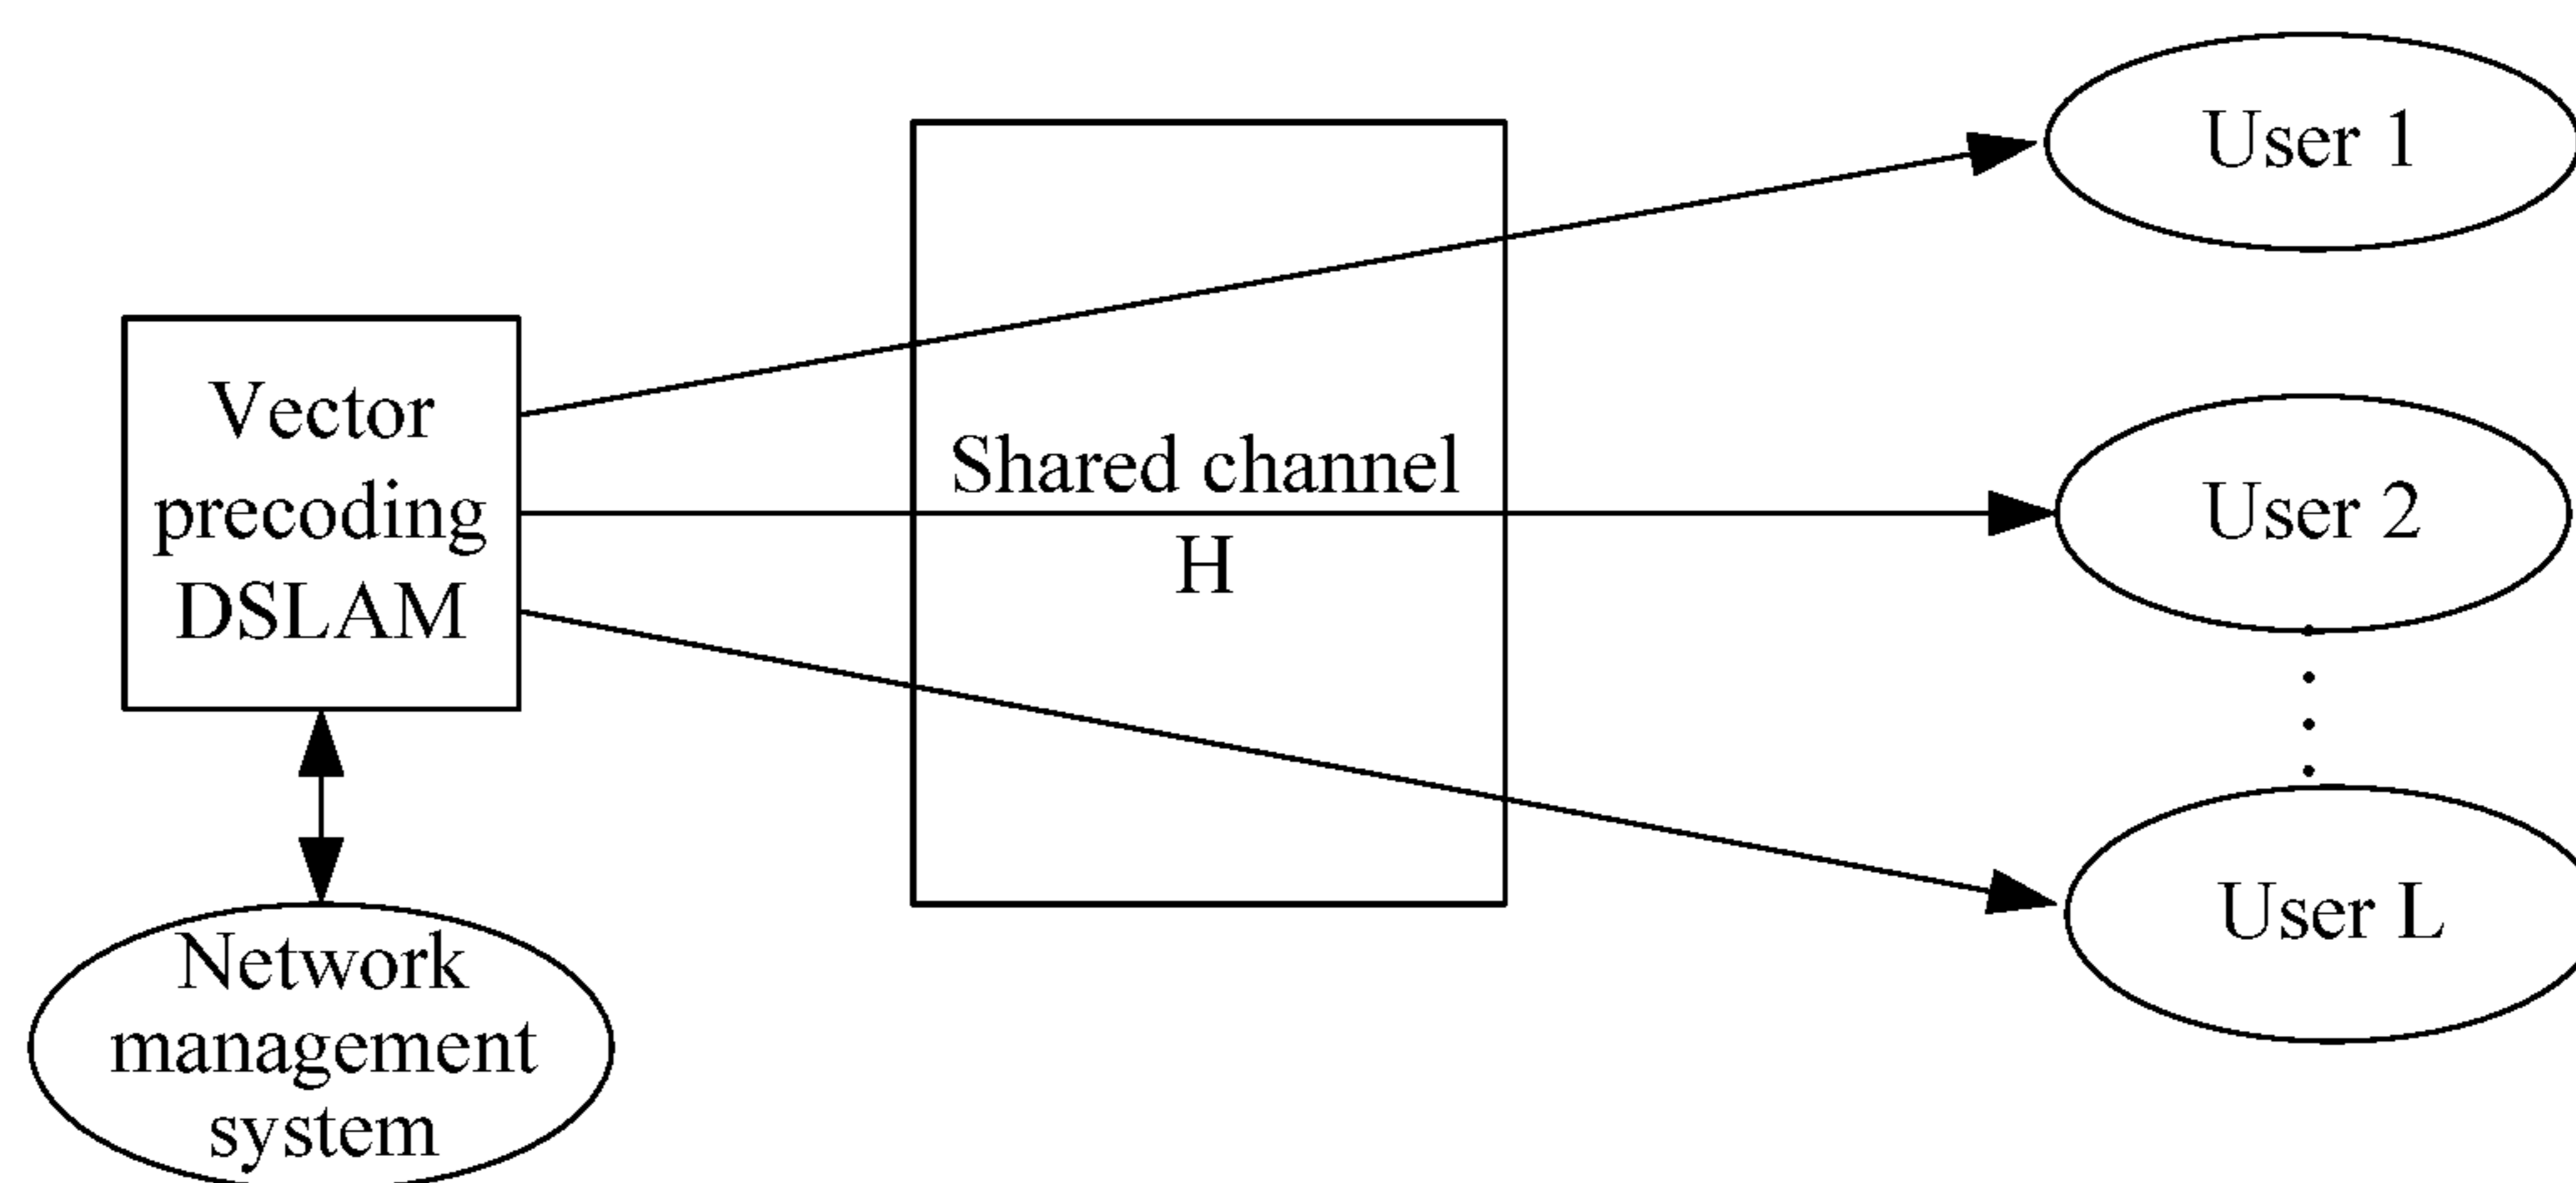 User 1
Vector
precoding
DSLAM
Shared channel
H
User 2
User L
Network
management
system